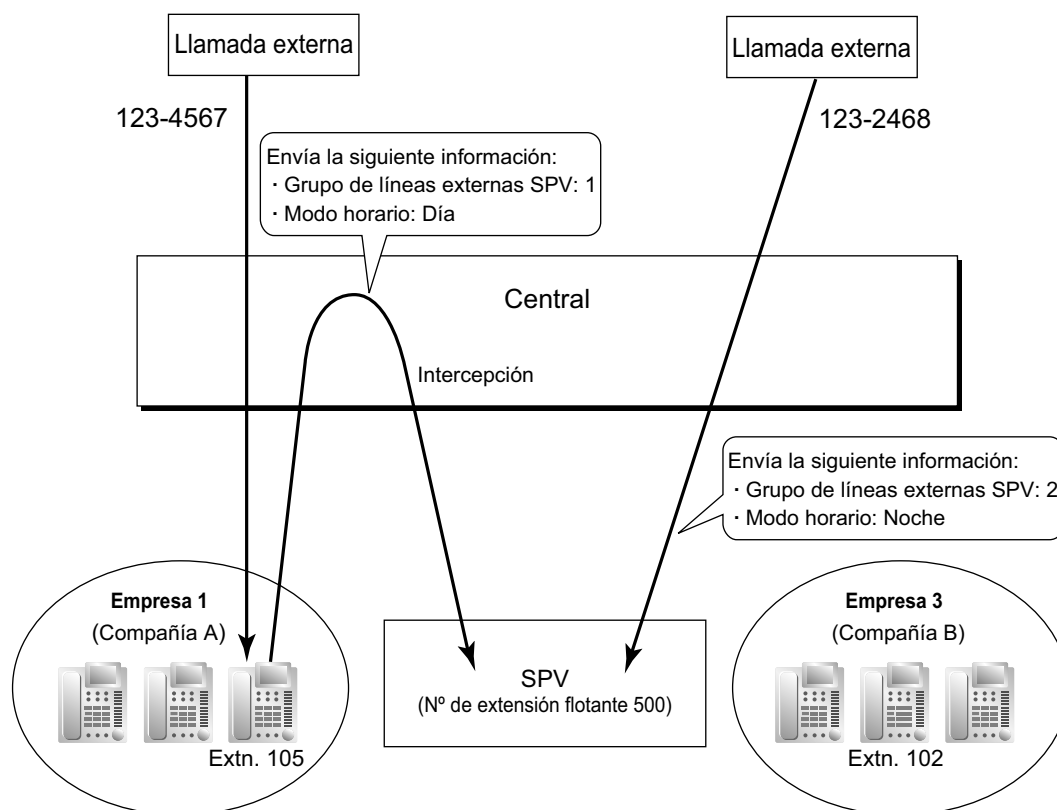 Llamada externa
Llamada externa
123-4567
123-2468
Envía la siguiente información:
· Grupo de líneas externas SPV: 1
· Modo horario: Día
Central
Intercepción
Envía la siguiente información:
· Grupo de líneas externas SPV: 2
· Modo horario: Noche
Empresa 1
(Compañía A)
Extn. 105
SPV
(Nº de extensión flotante 500)
Empresa 3
(Compañía B)
Extn. 102